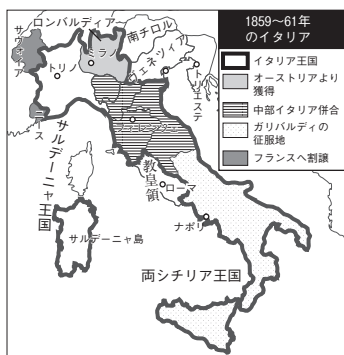 ロンバルディア
サヴォイア
ミラノ
トリノ
南チロル
ヴェネツィア
トリエステ
ニース
フィレンツェ
サルデーニャ王国
教皇領
ローマ
ナポリ
サルデーニャ島
両シチリア王国
1859〜61年
のイタリア
イタリア王国
オーストリアより
獲得
中部イタリア併合
ガリバルディの
征服地
フランスへ割譲